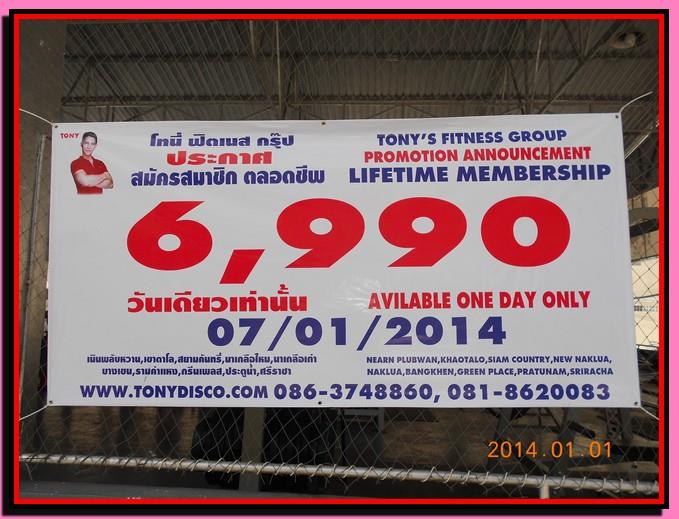 TONY
โทนี่ ฟิตเนส กรุ๊ป
ประกาศ
สมัครสมาชิก ตลอดชีพ
TONY'S FITNESS GROUP
PROMOTION ANNOUNCEMENT
LIFETIME MEMBERSHIP
6,990
วันเดียวเท่านั้น
AVILABLE ONE DAY ONLY
07/01/2014
เนินพลับหวาน,เขาตาโล,สยามคันทรี่,นาเกลือใหม่,นาเกลือเก่า
บางเขน,รามคำแหง,กรีนเพลส,ประตูน้ำ,ศรีราชา
NEARN PLUBWAN,KHAOTALO,SIAM COUNTRY,NEW NAKLUA,
NAKLUA,BANGKHEN,GREEN PLACE,PRATUNAM,SRIRACHA
WWW.TONYDISCO.COM 086-3748860, 081-8620083
2014.01.01